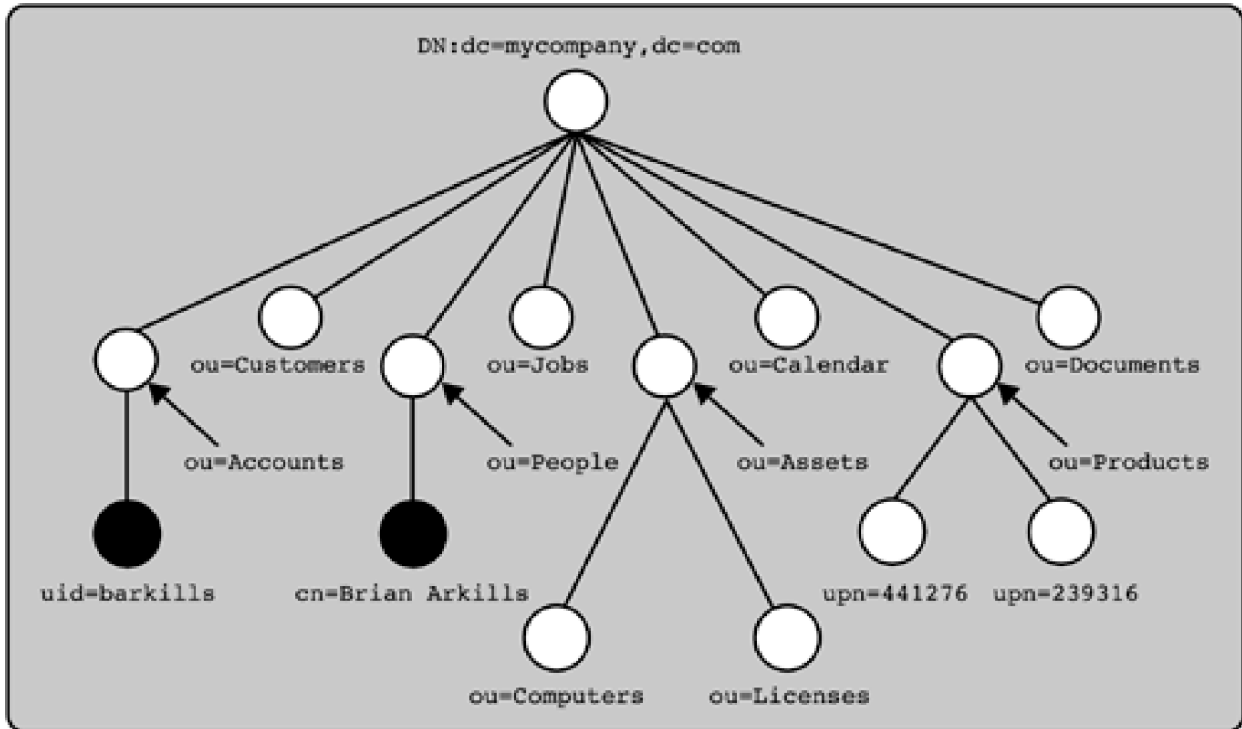 DN:dc=mycompany,dc=com
ou=Customers
ou=Jobs
ou=Calendar
ou=Documents
ou=Accounts
ou=People
ou=Assets
ou=Products
uid=barkills
cn=Brian Arkills
upn=441276
upn=239316
ou=Computers
ou=Licenses